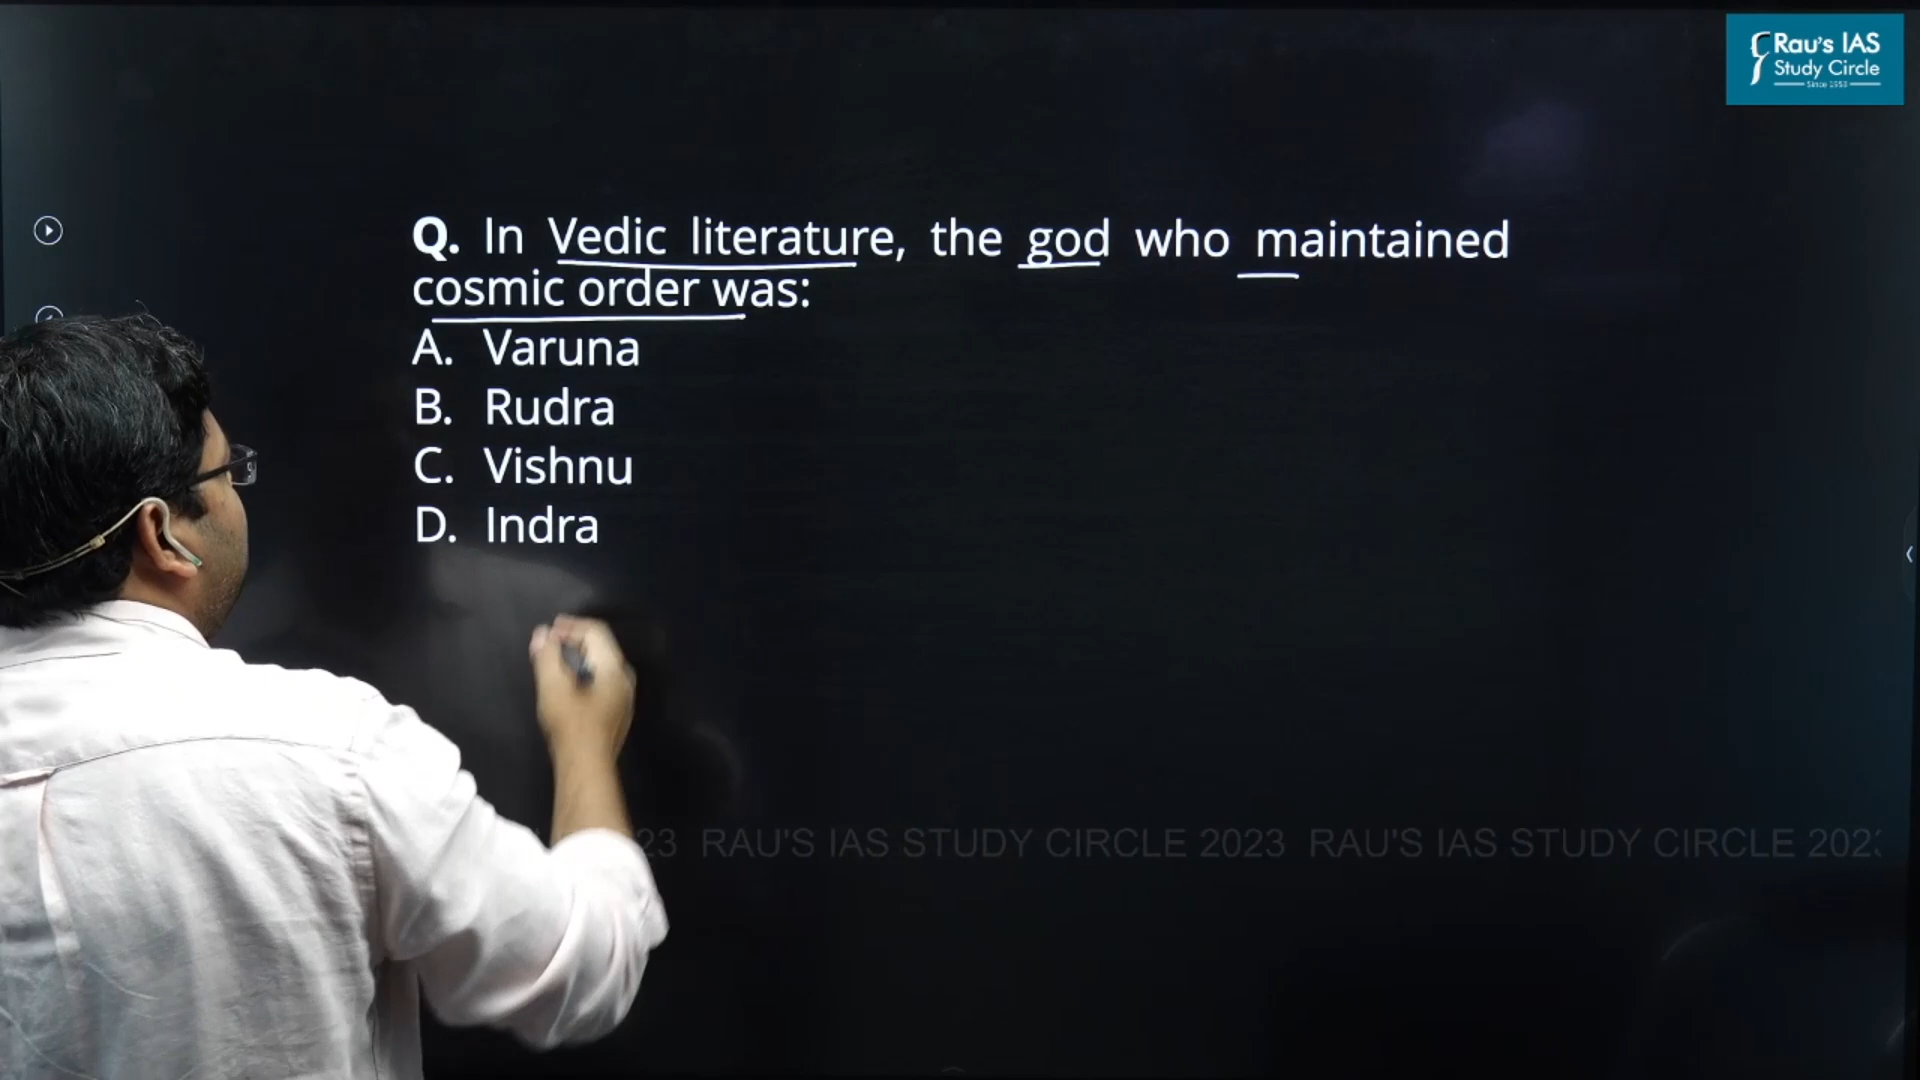 Rau's IAS
Study Circle
Since 1953
Q. In Vedic literature, the god who maintained
cosmic order was:
A. Varuna
B. Rudra
C. Vishnu
D. Indra
23 RAU'S IAS STUDY CIRCLE 2023 RAU'S IAS STUDY CIRCLE 202